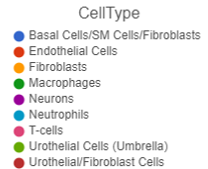 CellType
Basal Cells/SM Cells/Fibroblasts
Endothelial Cells
Fibroblasts
Macrophages
Neurons
Neutrophils
T-cells
Urothelial Cells (Umbrella)
Urothelial/Fibroblast Cells